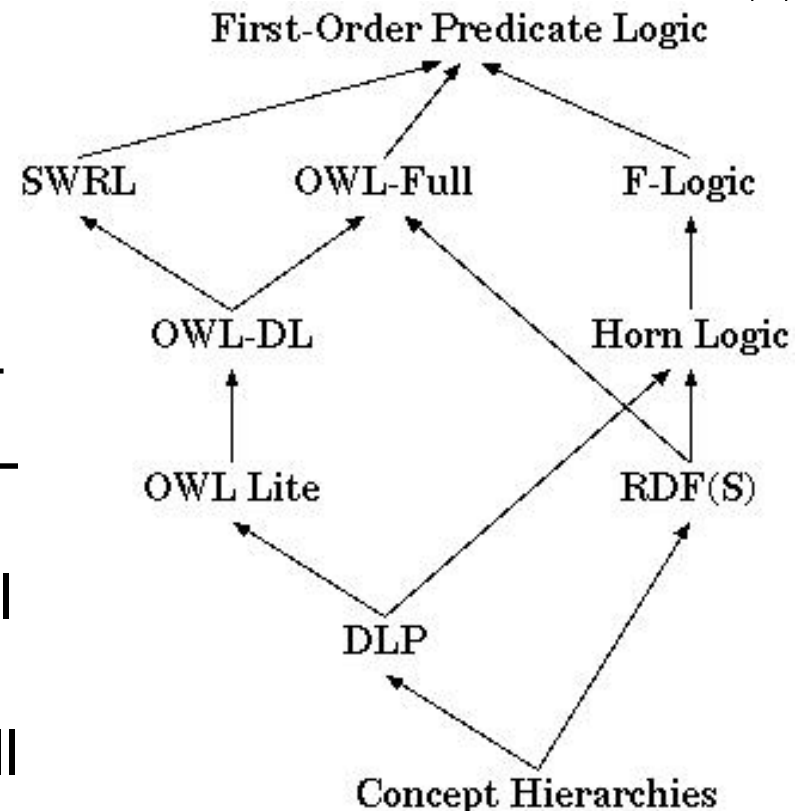 First-Order Predicate Logic
SWRL OWL-Full F-Logic
OWL-DL Horn Logic
OWL Lite RDF(S)
DLP
Concept Hierarchies